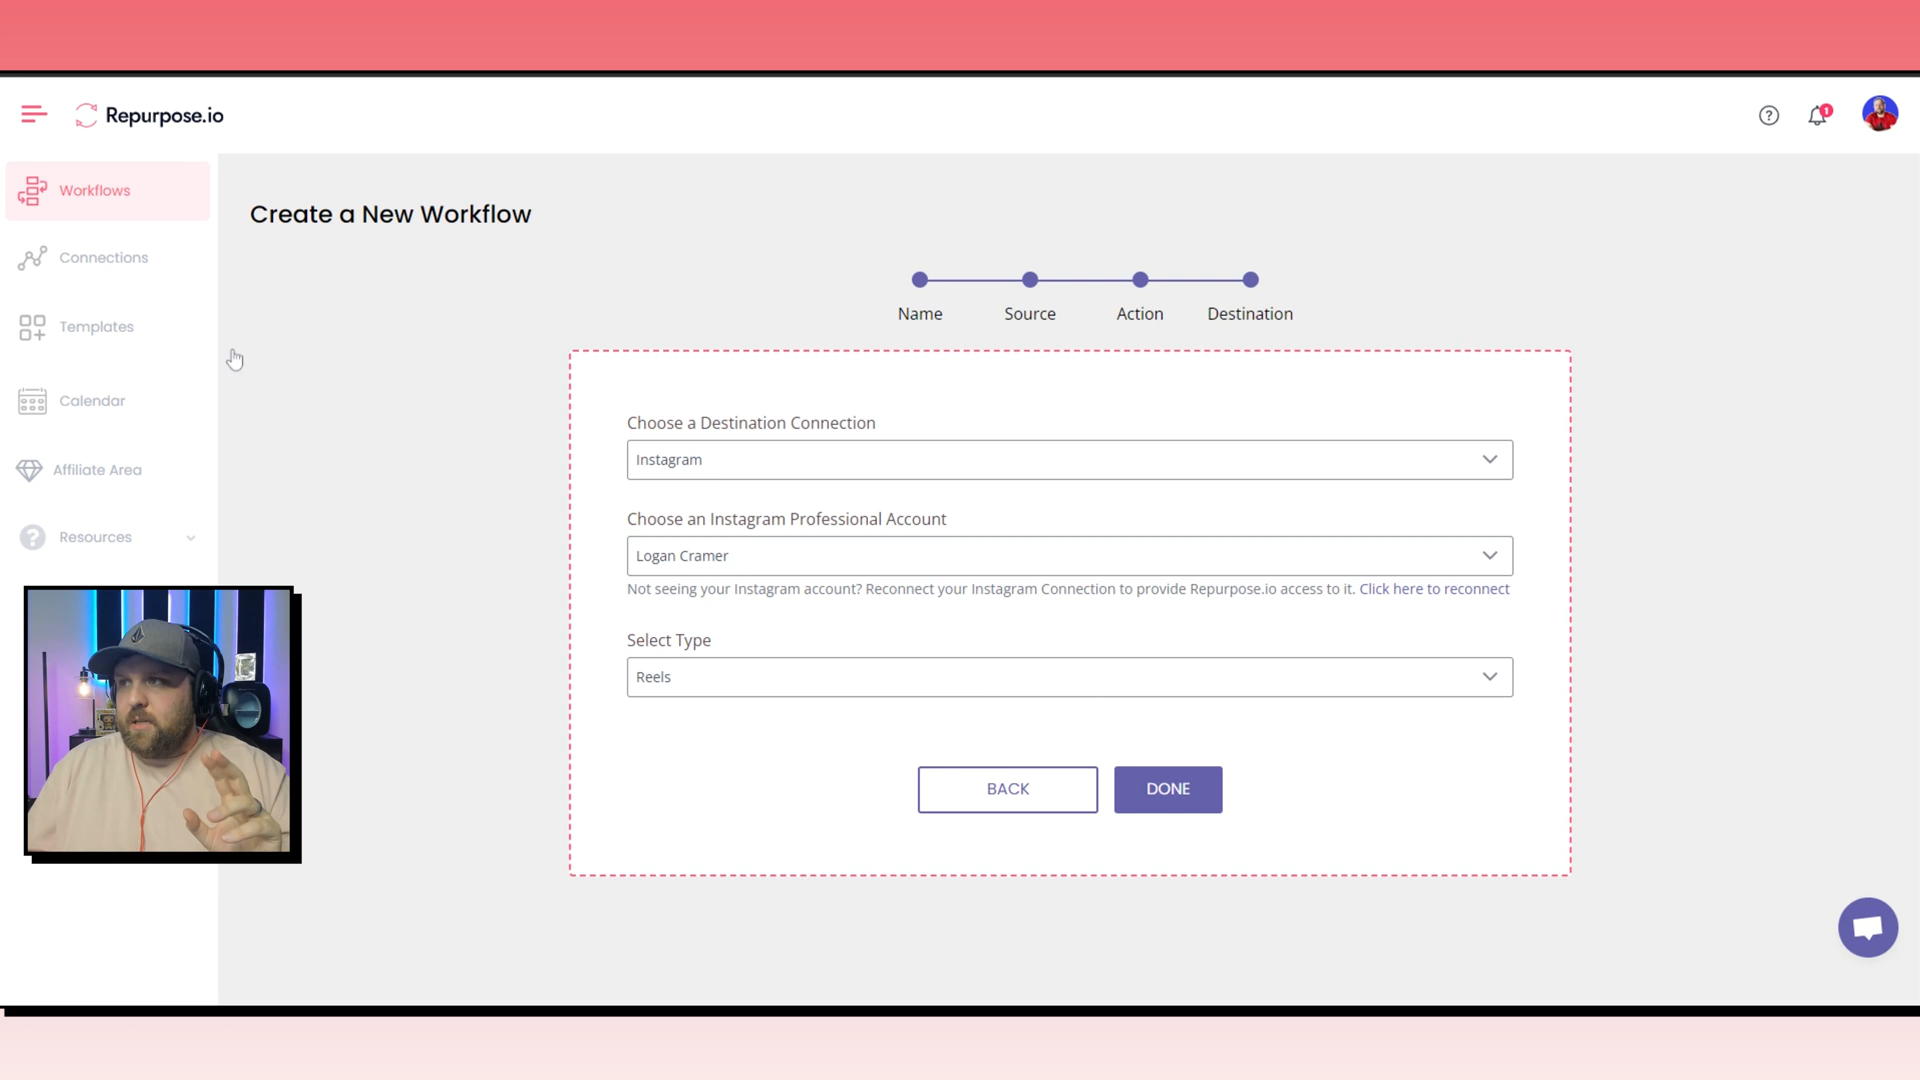 Repurpose.io
?
1
Workflows
Connections
Templates
Calendar
Affiliate Area
? Resources
Create a New Workflow
Name Source Action Destination
Choose a Destination Connection
Instagram
Choose an Instagram Professional Account
Logan Cramer
Not seeing your Instagram account? Reconnect your Instagram Connection to provide Repurpose.io access to it. Click here to reconnect
Select Type
Reels
BACK DONE